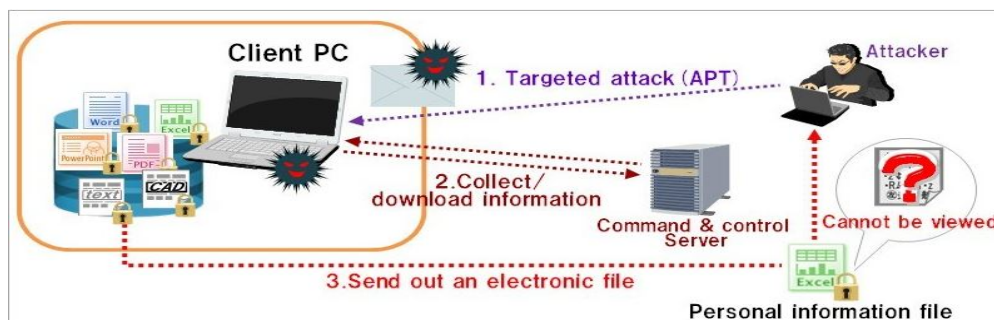 Client PC
Attacker
1. Targeted attack (APT)
Word
Excel
PowerPoint
PDF
text
CAD
2.Collect/
download information
Command & control
Server
Cannot be viewed
3.Send out an electronic file
Excel
Personal information file